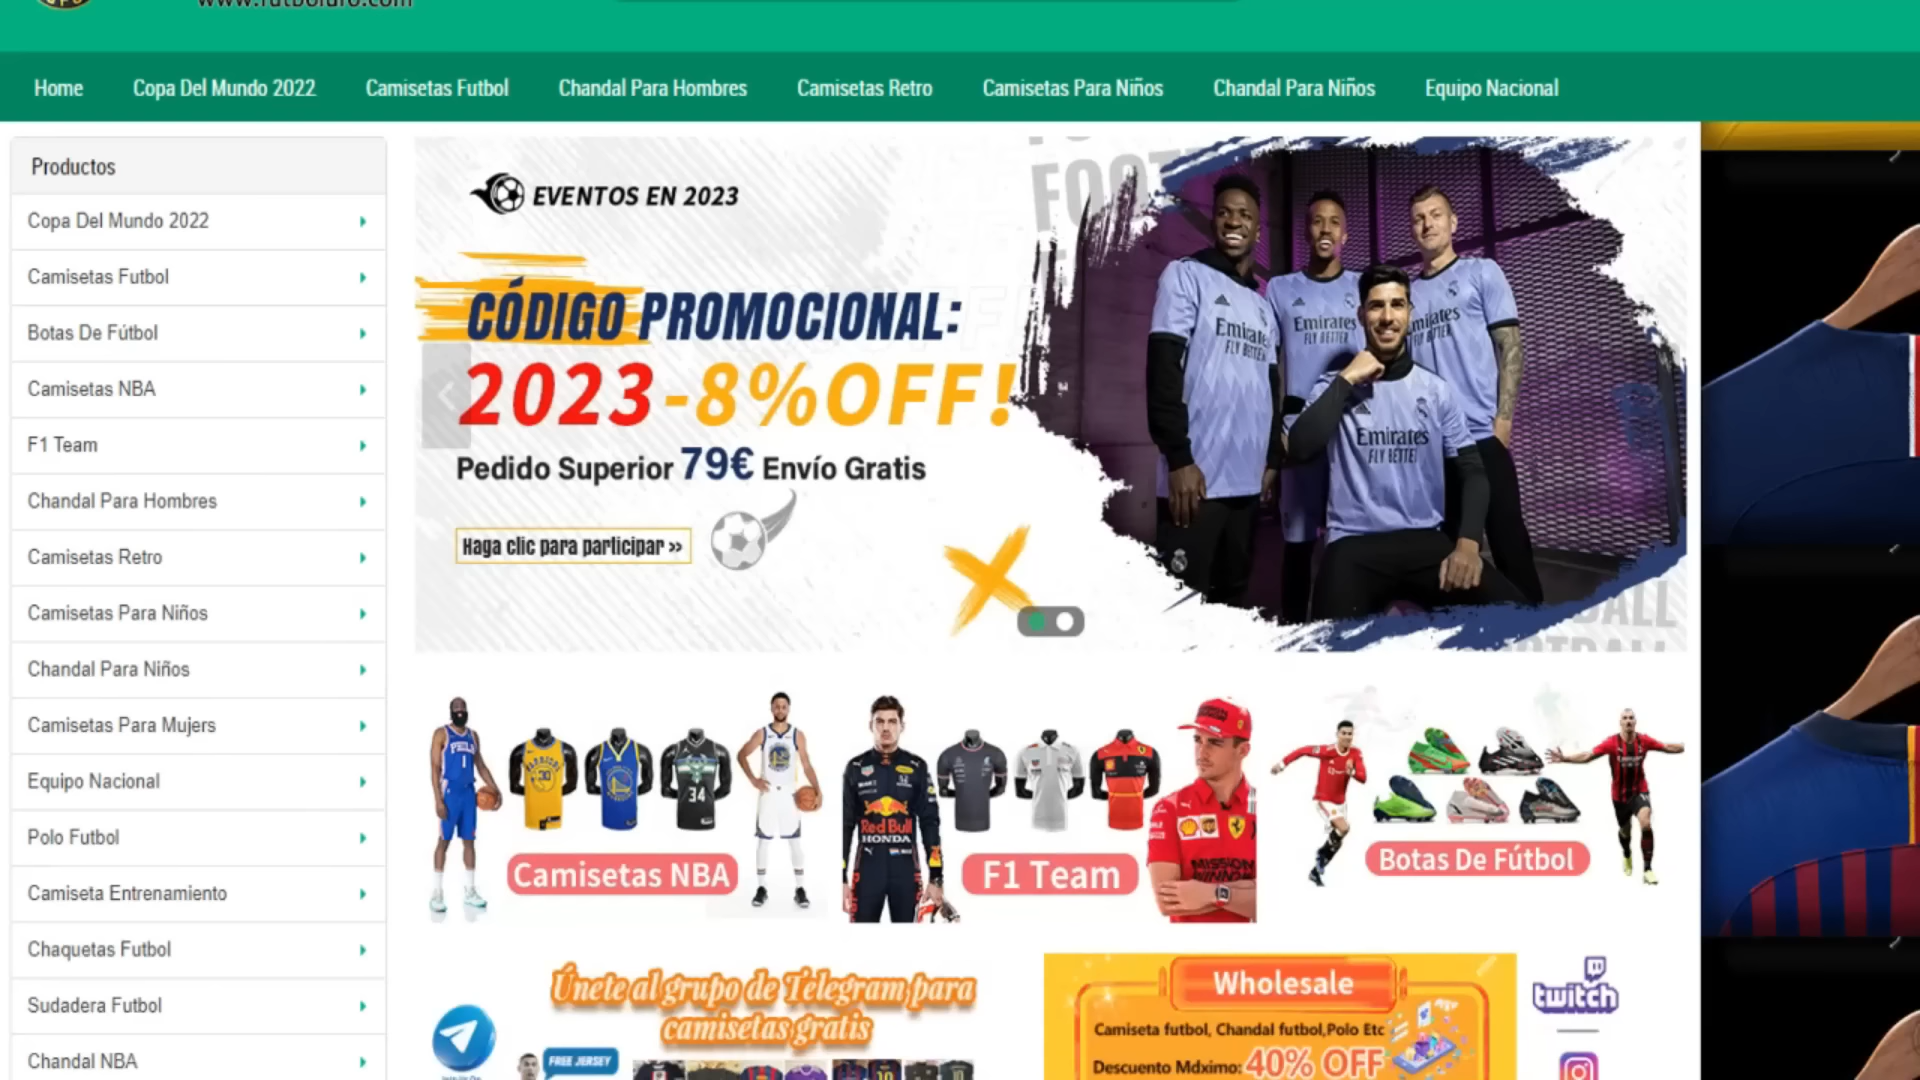 Home
Copa Del Mundo 2022
Camisetas Futbol
Chandal Para Hombres
Camisetas Retro
Camisetas Para Niños
Chandal Para Niños
Equipo Nacional
Productos
Copa Del Mundo 2022
Camisetas Futbol
Botas De Fútbol
Camisetas NBA
F1 Team
Chandal Para Hombres
Camisetas Retro
Camisetas Para Niños
Chandal Para Niños
Camisetas Para Mujers
Equipo Nacional
Polo Futbol
Camiseta Entrenamiento
Chaquetas Futbol
Sudadera Futbol
Chandal NBA
EVENTOS EN 2023
CÓDIGO PROMOCIONAL:
2023-8%OFF!
Pedido Superior 79€ Envío Gratis
Haga clic para participar »
Emirates
FLY BETTER
Emirates
FLY BETTER
Emirates
FLY BETTER
Camisetas NBA
Red Bull
HONDA
F1 Team
Botas De Fútbol
30
34
Únete al grupo de Telegram para
camisetas gratis
FREE JERSEY
Wholesale
Camiseta futbol, Chandal futbol,Polo Etc
Descuento Mdximo: 40% OFF
twitch